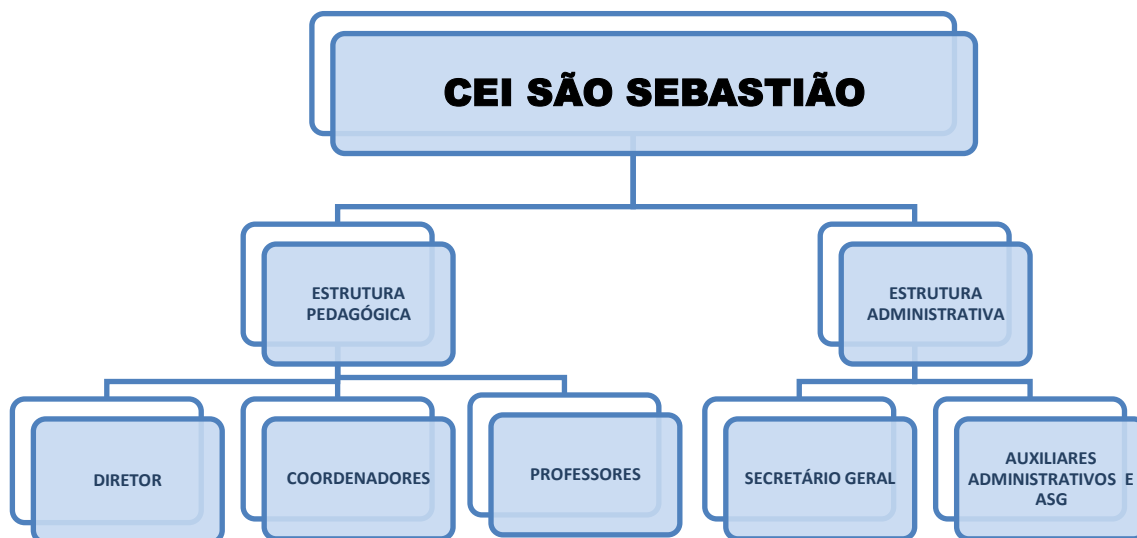 CEI SÃO SEBASTIÃO
ESTRUTURA
PEDAGÓGICA
ESTRUTURA
ADMINISTRATIVA
DIRETOR
COORDENADORES
PROFESSORES
SECRETÁRIO GERAL
AUXILIARES
ADMINISTRATIVOS E
ASG